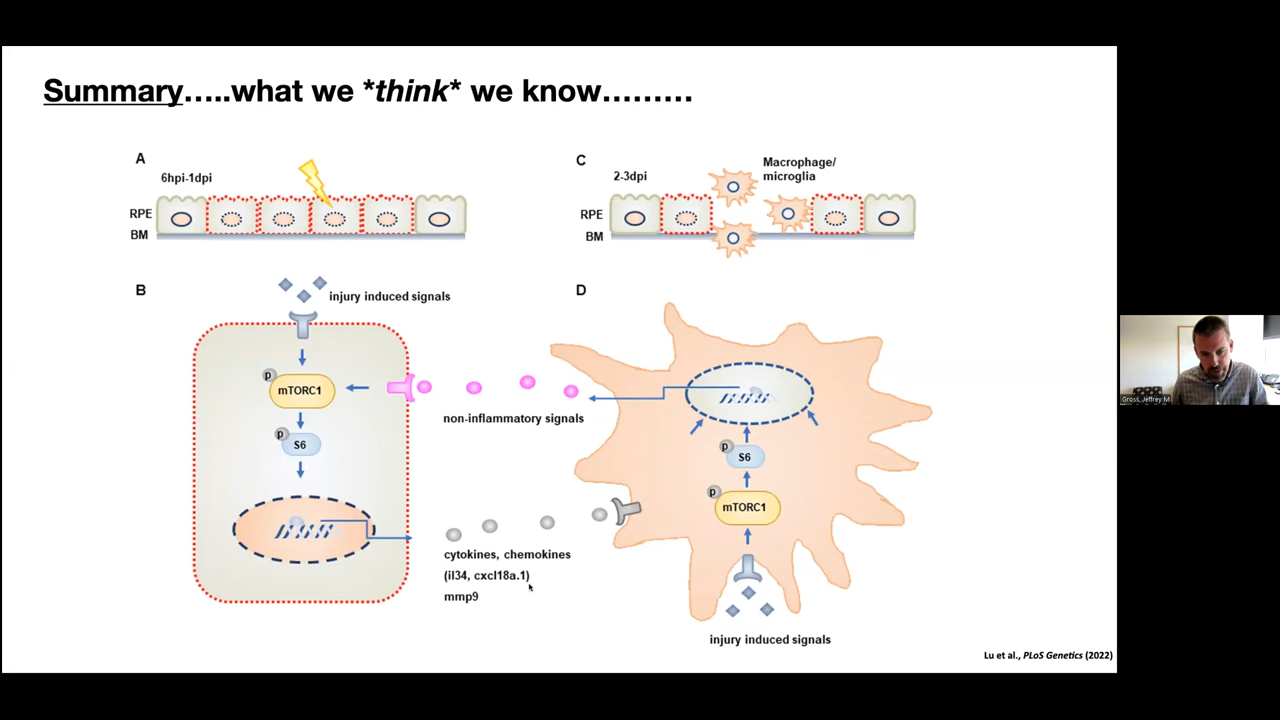 Summary.....what we *think* we know.........
A
6hpi-1dpi
RPE
BM
C
2-3dpi
Macrophage/
microglia
RPE
BM
B
injury induced signals
p
mTORC1
p
S6
non-inflammatory signals
cytokines, chemokines
(il34, cxcl18a.1)
mmp9
D
p
S6
p
mTORC1
injury induced signals
Lu et al., PLoS Genetics (2022)
Gross, Jeffrey M